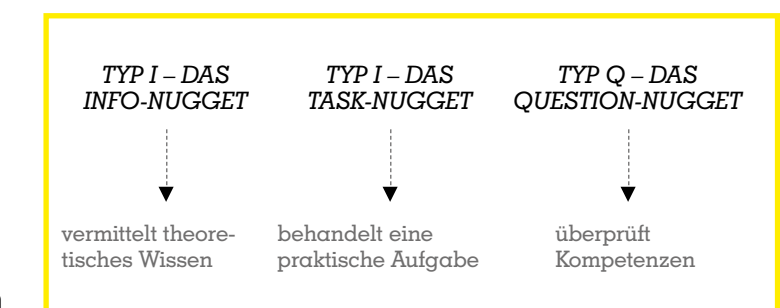 TYP I – DAS
INFO-NUGGET
TYP I – DAS
TASK-NUGGET
TYP Q – DAS
QUESTION-NUGGET
vermittelt theore-
tisches Wissen
behandelt eine
praktische Aufgabe
überprüft
Kompetenzen